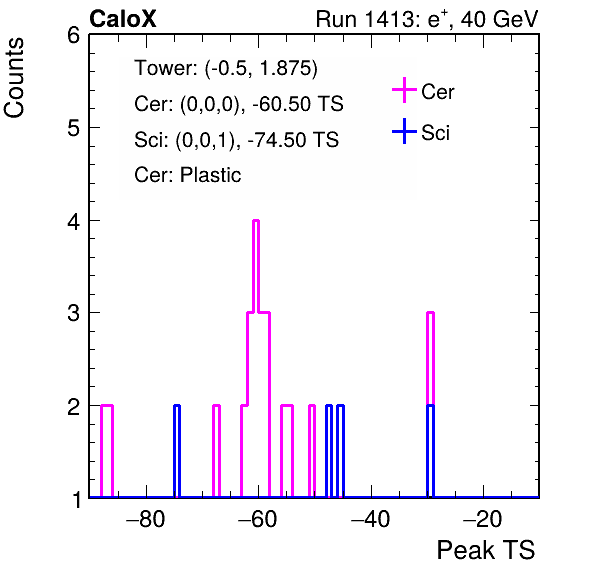 CaloX Run 1413: e⁺, 40 GeV
Counts
6
Tower: (-0.5, 1.875)
Cer: (0,0,0), -60.50 TS
Sci: (0,0,1), -74.50 TS
Cer: Plastic
Cer
Sci
5
4
3
2
1
−80 −60 −40 −20
Peak TS